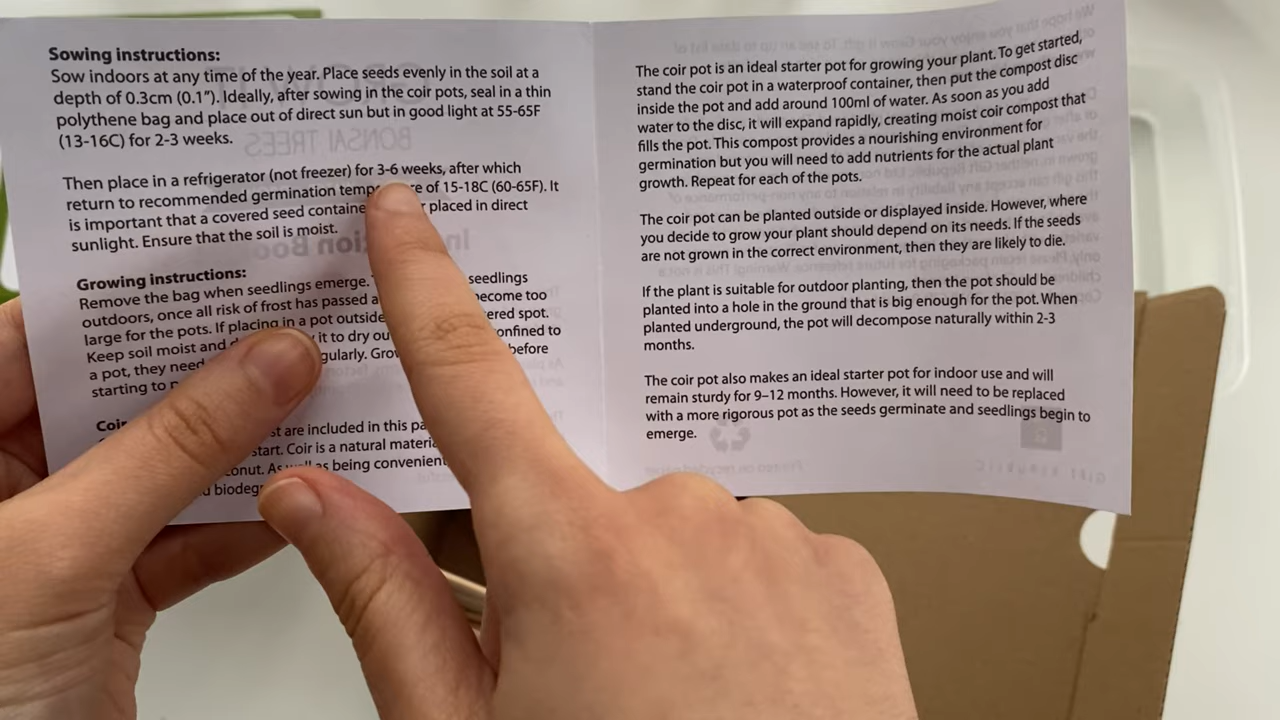 Sowing instructions:
Sow indoors at any time of the year. Place seeds evenly in the soil at a
depth of 0.3cm (0.1"). Ideally, after sowing in the coir pots, seal in a thin
polythene bag and place out of direct sun but in good light at 55-65F
(13-16C) for 2-3 weeks.
Then place in a refrigerator (not freezer) for 3-6 weeks, after which
return to recommended germination of 15-18C (60-65F). It
is important that a covered seed placed in direct
sunlight. Ensure that the soil is moist.
Growing instructions:
Remove the bag when seedlings emerge. seedlings
outdoors, once all risk of frost has passed become too
large for the pots. If placing in a pot outside spot.
Keep soil moist and it to dry confined to
a pot, they need before
starting to
are included in this
start. Coir is a natural
As well as being convenient
The coir pot is an ideal starter pot for growing your plant. To get started,
stand the coir pot in a waterproof container, then put the compost disc
inside the pot and add around 100ml of water. As soon as you add
water to the disc, it will expand rapidly, creating moist coir compost that
fills the pot. This compost provides a nourishing environment for
germination but you will need to add nutrients for the actual plant
growth. Repeat for each of the pots.
The coir pot can be planted outside or displayed inside. However, where
you decide to grow your plant should depend on its needs. If the seeds
are not grown in the correct environment, then they are likely to die.
If the plant is suitable for outdoor planting, then the pot should be
planted into a hole in the ground that is big enough for the pot. When
planted underground, the pot will decompose naturally within 2-3
months.
The coir pot also makes an ideal starter pot for indoor use and will
remain sturdy for 9–12 months. However, it will need to be replaced
with a more rigorous pot as the seeds germinate and seedlings begin to
emerge.